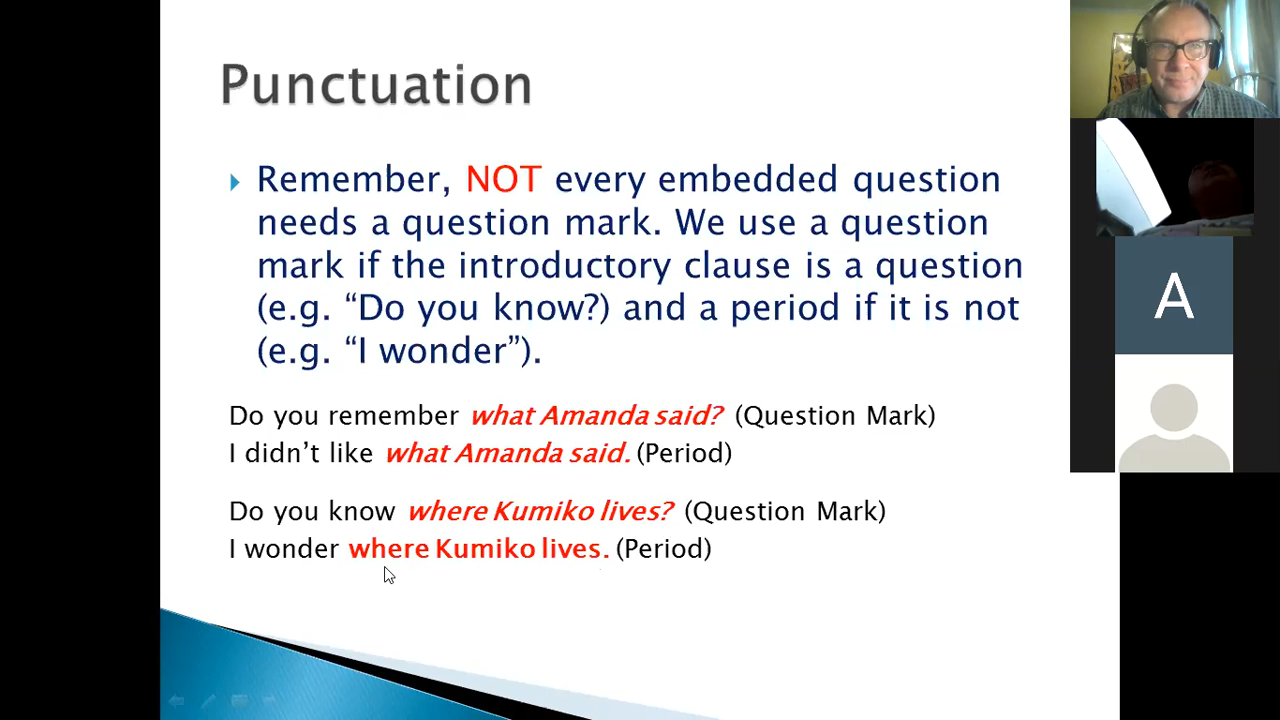 Punctuation
Remember, NOT every embedded question
needs a question mark. We use a question
mark if the introductory clause is a question
(e.g. “Do you know?) and a period if it is not
(e.g. “I wonder”).
Do you remember what Amanda said? (Question Mark)
I didn’t like what Amanda said. (Period)
Do you know where Kumiko lives? (Question Mark)
I wonder where Kumiko lives. (Period)
A